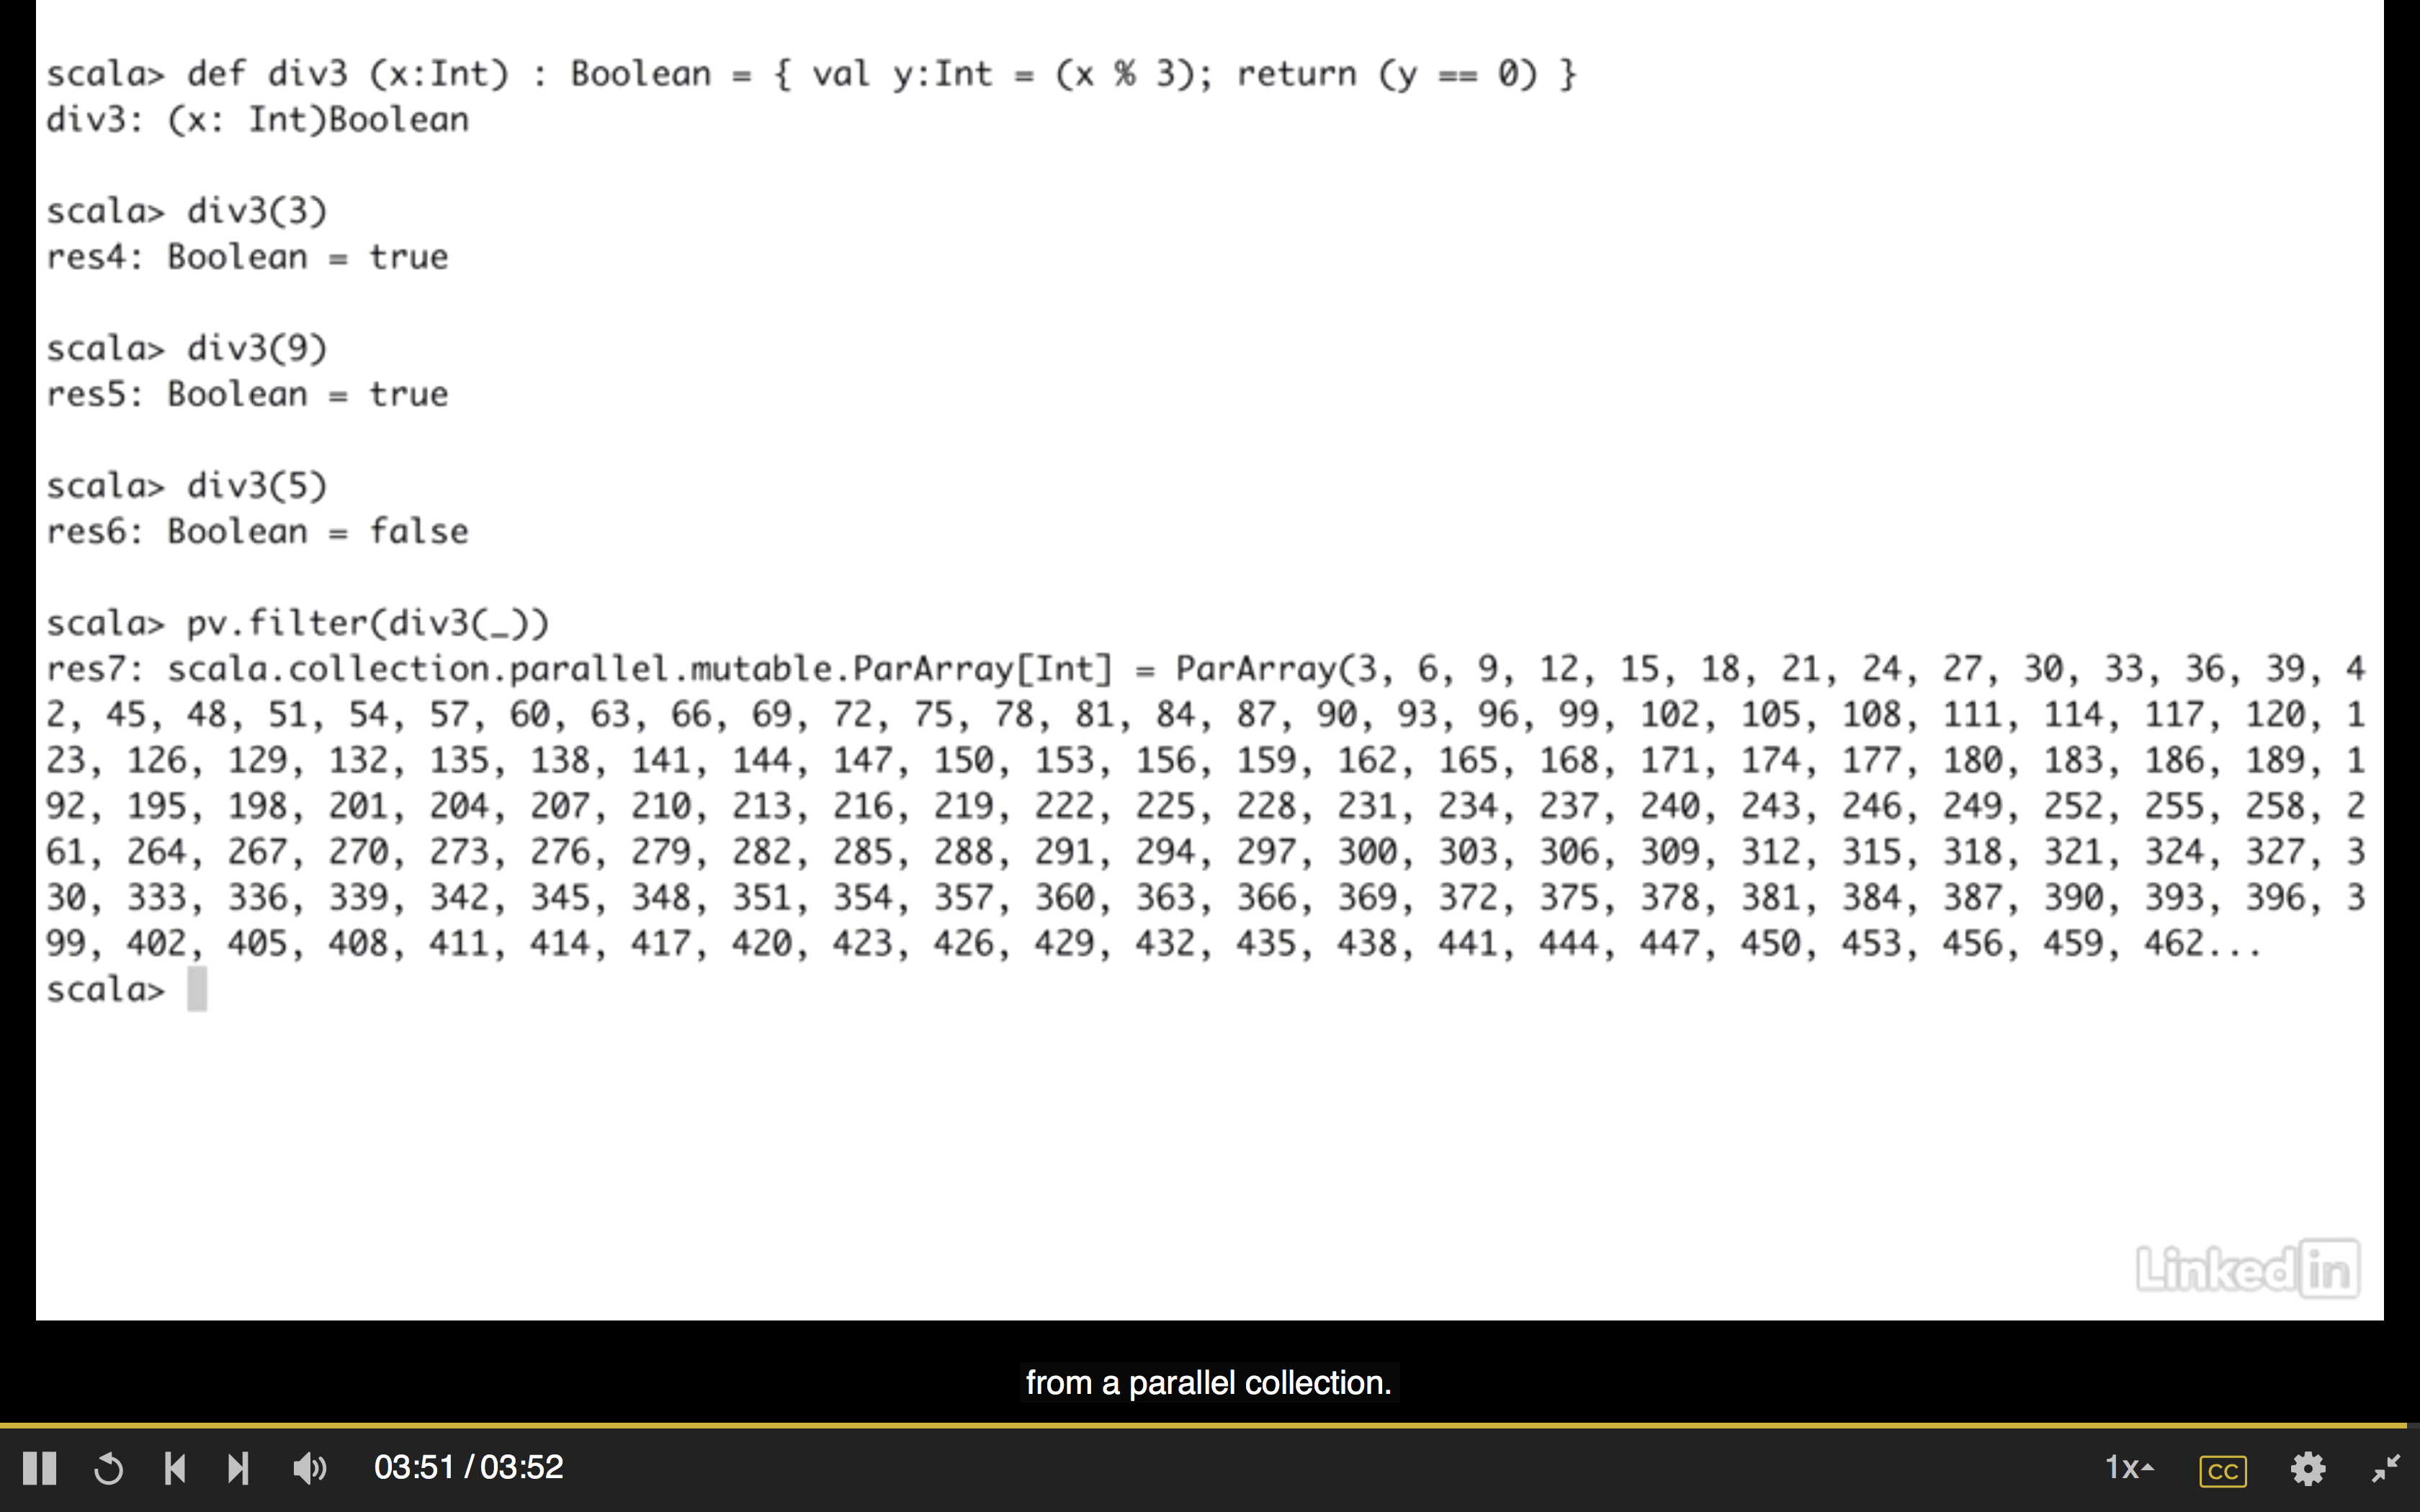 scala> def div3 (x:Int) : Boolean = { val y:Int = (x % 3); return (y == 0) }
div3: (x: Int)Boolean
scala> div3(3)
res4: Boolean = true
scala> div3(9)
res5: Boolean = true
scala> div3(5)
res6: Boolean = false
scala> pv.filter(div3(_))
res7: scala.collection.parallel.mutable.ParArray[Int] = ParArray(3, 6, 9, 12, 15, 18, 21, 24, 27, 30, 33, 36, 39, 4
2, 45, 48, 51, 54, 57, 60, 63, 66, 69, 72, 75, 78, 81, 84, 87, 90, 93, 96, 99, 102, 105, 108, 111, 114, 117, 120, 1
23, 126, 129, 132, 135, 138, 141, 144, 147, 150, 153, 156, 159, 162, 165, 168, 171, 174, 177, 180, 183, 186, 189, 1
92, 195, 198, 201, 204, 207, 210, 213, 216, 219, 222, 225, 228, 231, 234, 237, 240, 243, 246, 249, 252, 255, 258, 2
61, 264, 267, 270, 273, 276, 279, 282, 285, 288, 291, 294, 297, 300, 303, 306, 309, 312, 315, 318, 321, 324, 327, 3
30, 333, 336, 339, 342, 345, 348, 351, 354, 357, 360, 363, 366, 369, 372, 375, 378, 381, 384, 387, 390, 393, 396, 3
99, 402, 405, 408, 411, 414, 417, 420, 423, 426, 429, 432, 435, 438, 441, 444, 447, 450, 453, 456, 459, 462...
scala>
Linked in
from a parallel collection.
03:51 / 03:52
1x
CC